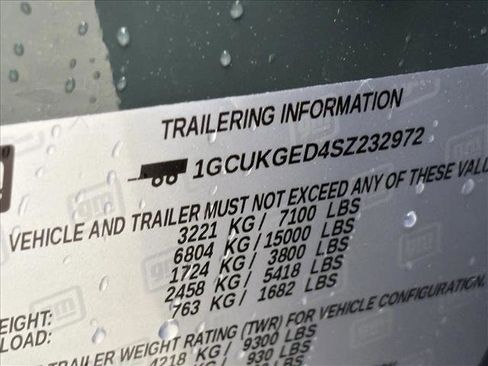 TRAILERING INFORMATION
1GCUKGED4SZ232972
VEHICLE AND TRAILER MUST NOT EXCEED ANY OF THESE VALU
3221 KG/ 7100 LBS
6804 KG/15000 LBS
1724 KG/ 3800 LBS
2458 KG/ 5418 LBS
EIGHT: 763 KG/ 1682 LBS
LOAD:
TRAILER WEIGHT RATING (TWR) FOR VEHICLE CONFIGURATION.
4218 KG/ 9300 LBS
930 LBS
gm